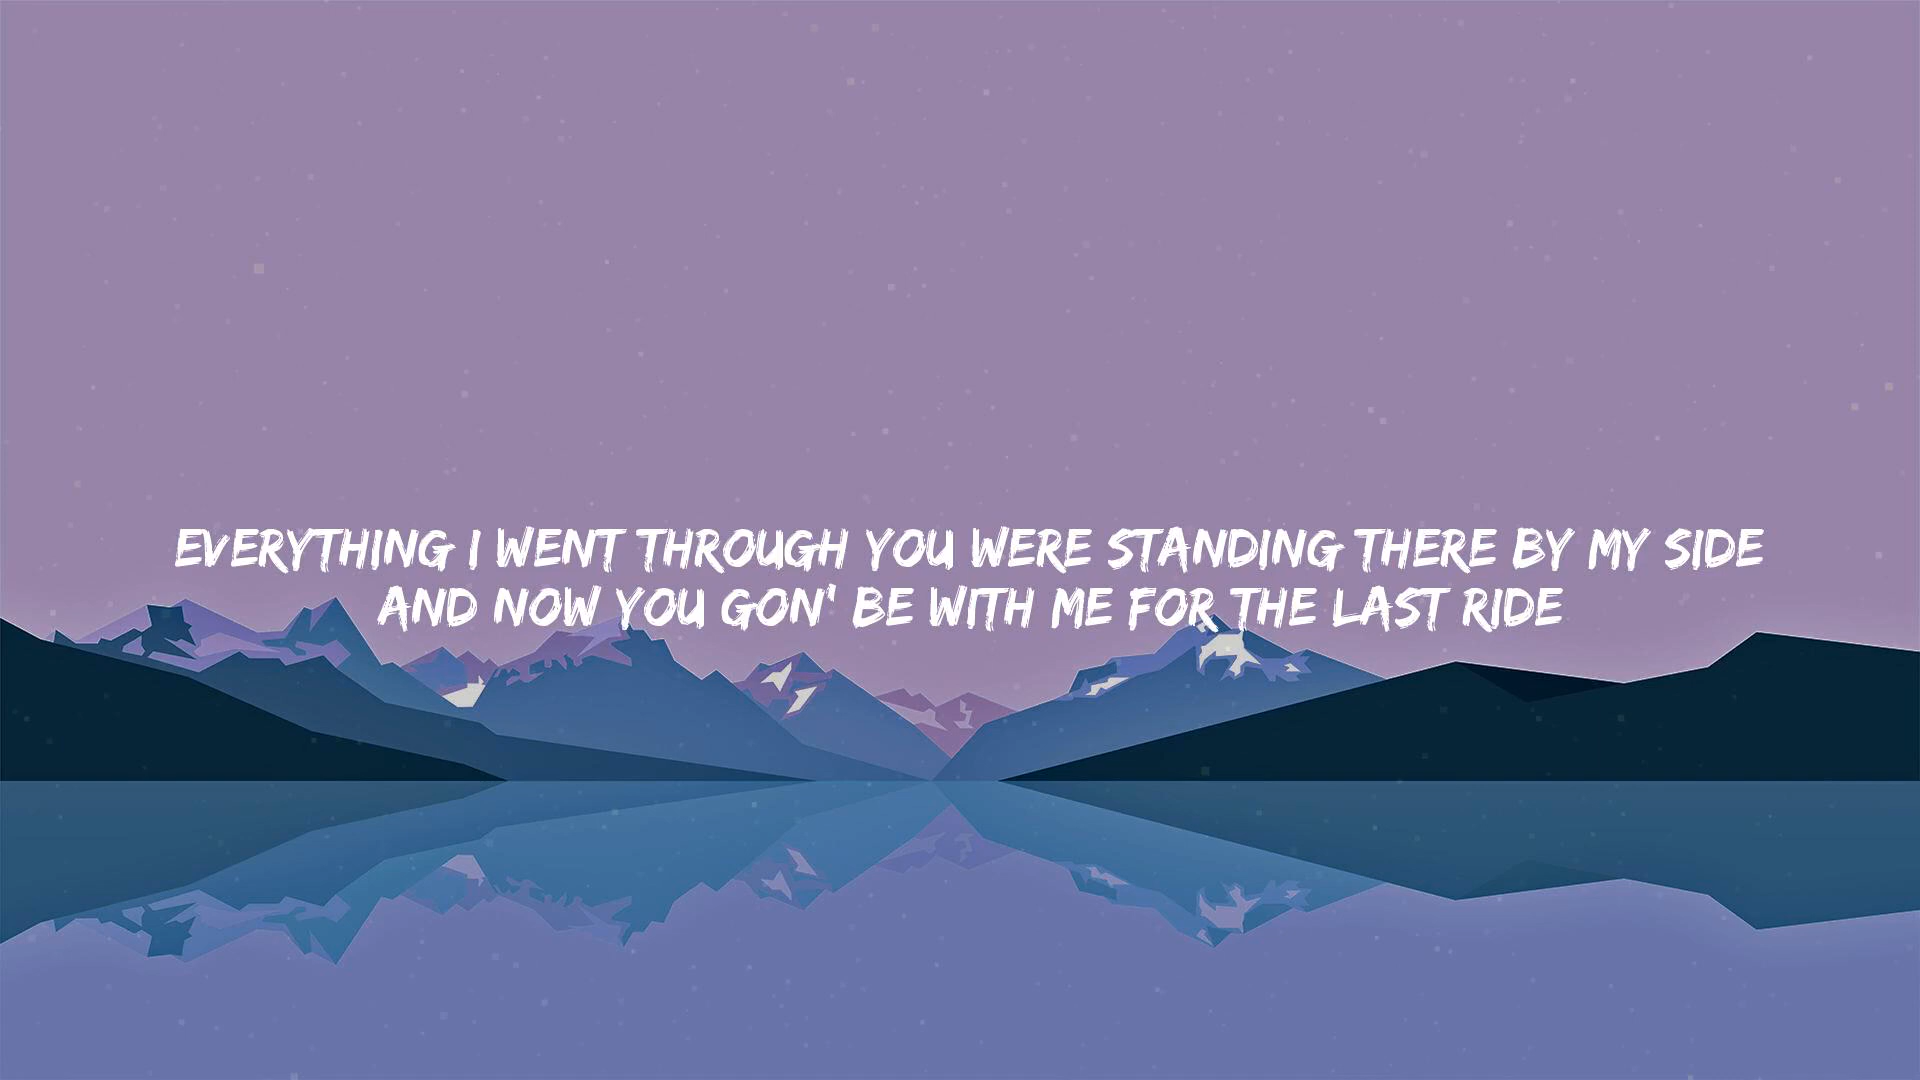 EVERYTHING I WENT THROUGH YOU WERE STANDING THERE BY MY SIDE
AND NOW YOU GON' BE WITH ME FOR THE LAST RIDE